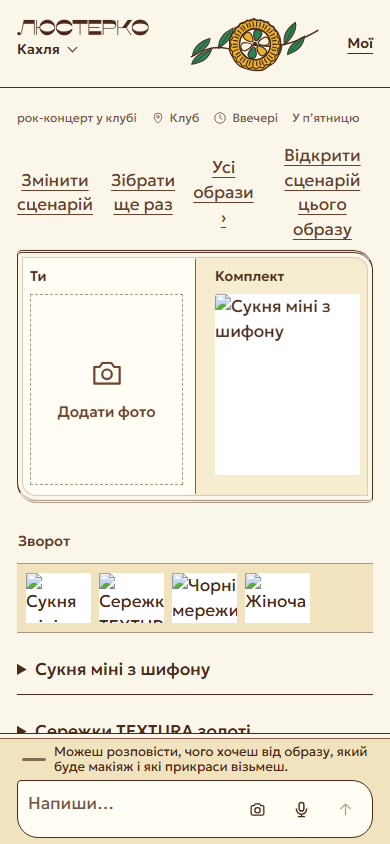 ЛЮСТЕРКО
Кахля
Мої
рок-концерт у клубі Клуб Ввечері У п’ятницю
Змінити
сценарій
Зібрати
ще раз
Усі
образи
›
Відкрити
сценарій
цього
образу
Ти
Комплект
Додати фото
Сукня міні з
шифону
Зворот
Сукня
Сережк
Чорні
мережи
Жіноча
Сукня міні з шифону
Сережки TEXTURA золоті
Можеш розповісти, чого хочеш від образу, який
буде макіяж і які прикраси візьмеш.
Напиши…